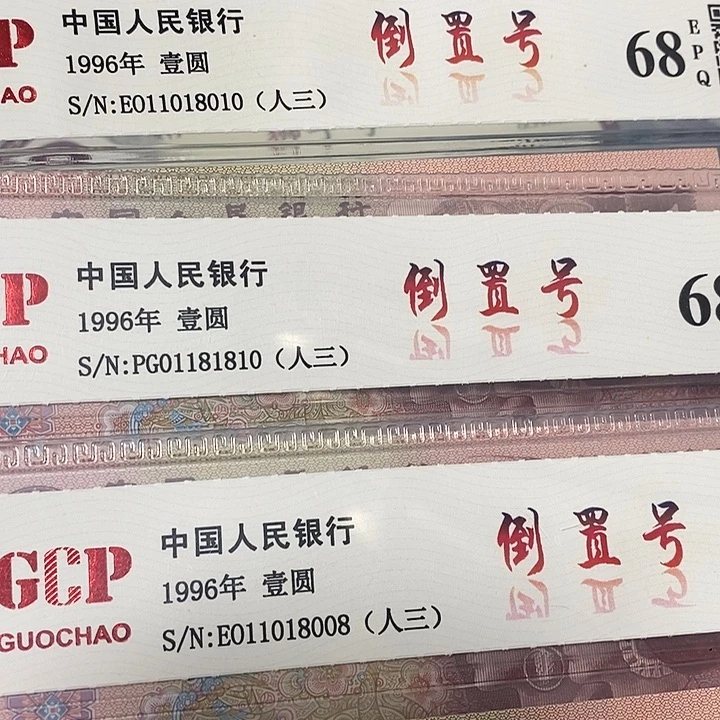 P
AO
中国人民银行
1996年 壹圆
S/N:E011018010（人三）
倒置号
68
EPQ
P
HAO
中国人民银行
1996年 壹圆
S/N:PG01181810（人三）
倒置号
68
GCP
GUOCHAO
中国人民银行
1996年 壹圆
S/N:E011018008（人三）
倒置号